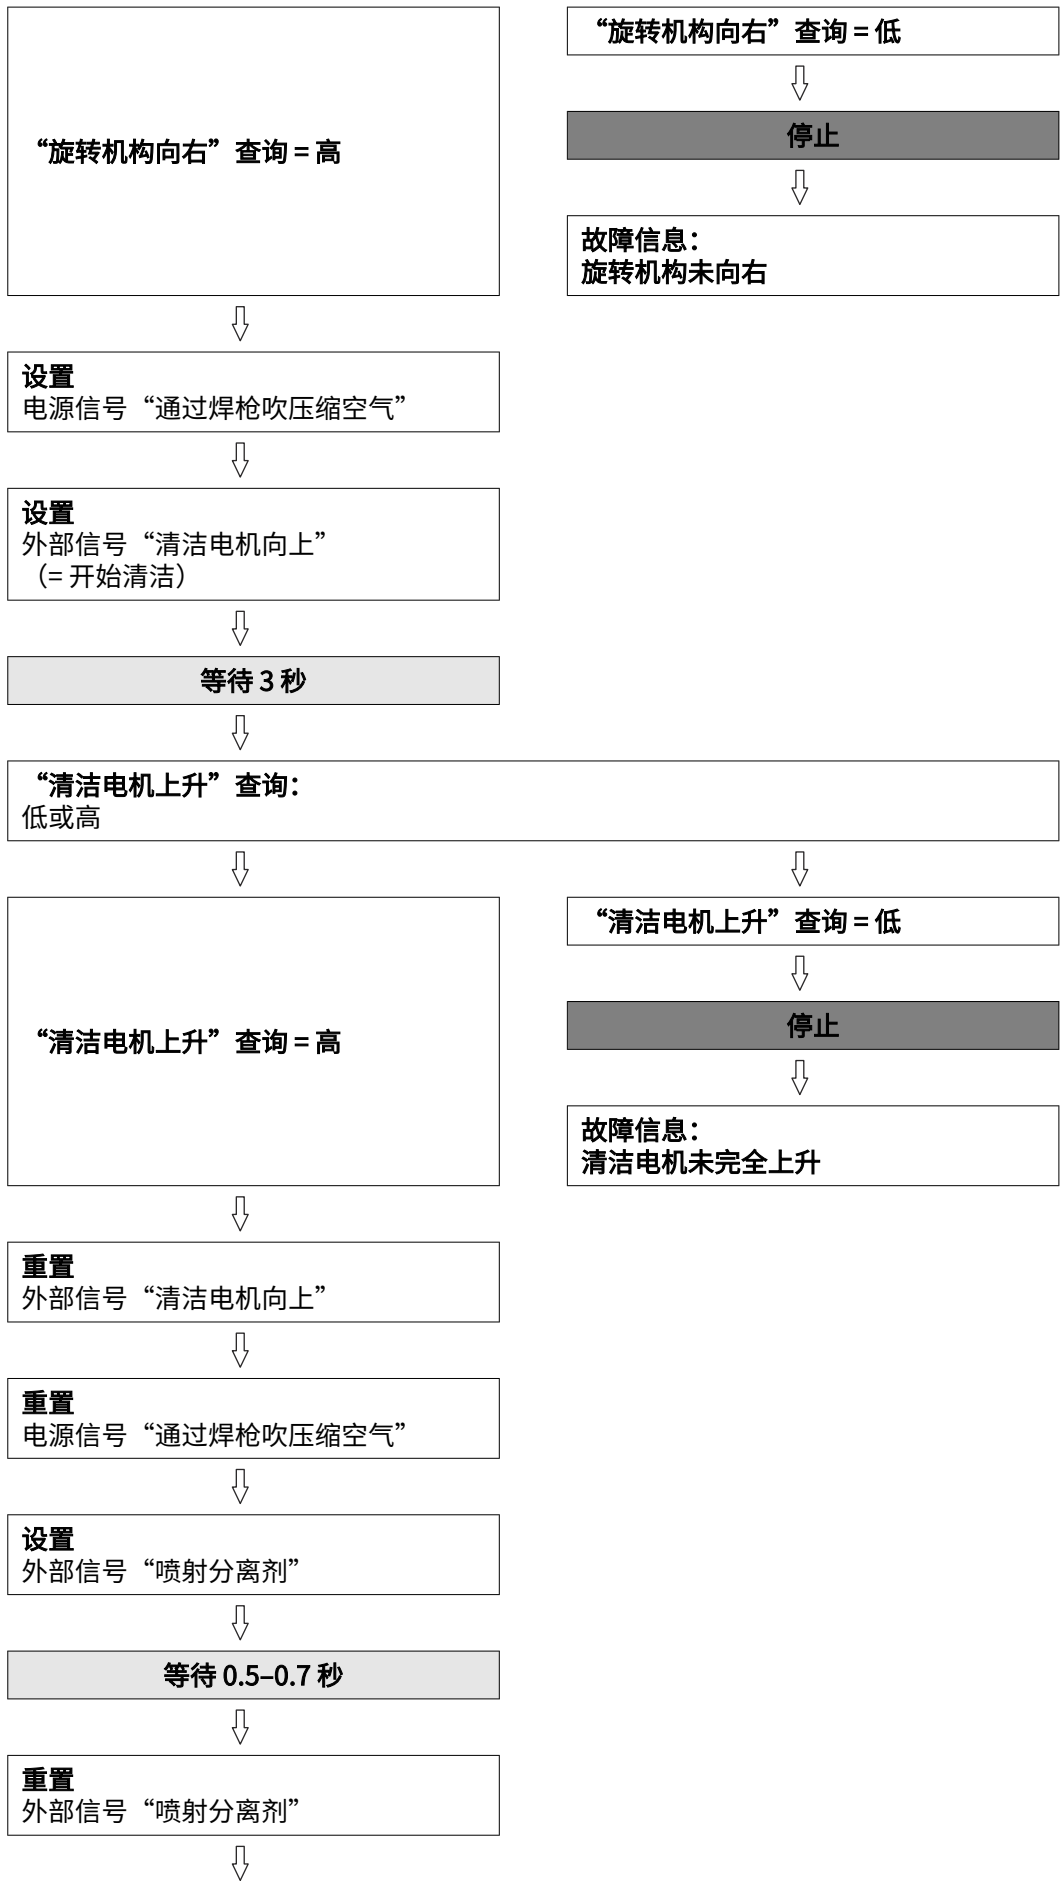 “旋转机构向右”查询 = 高
“旋转机构向右”查询 = 低
停止
故障信息：
旋转机构未向右
设置
电源信号“通过焊枪吹压缩空气”
设置
外部信号“清洁电机向上”
（= 开始清洁）
等待 3 秒
“清洁电机上升”查询：
低或高
“清洁电机上升”查询 = 高
“清洁电机上升”查询 = 低
停止
故障信息：
清洁电机未完全上升
重置
外部信号“清洁电机向上”
重置
电源信号“通过焊枪吹压缩空气”
设置
外部信号“喷射分离剂”
等待 0.5–0.7 秒
重置
外部信号“喷射分离剂”